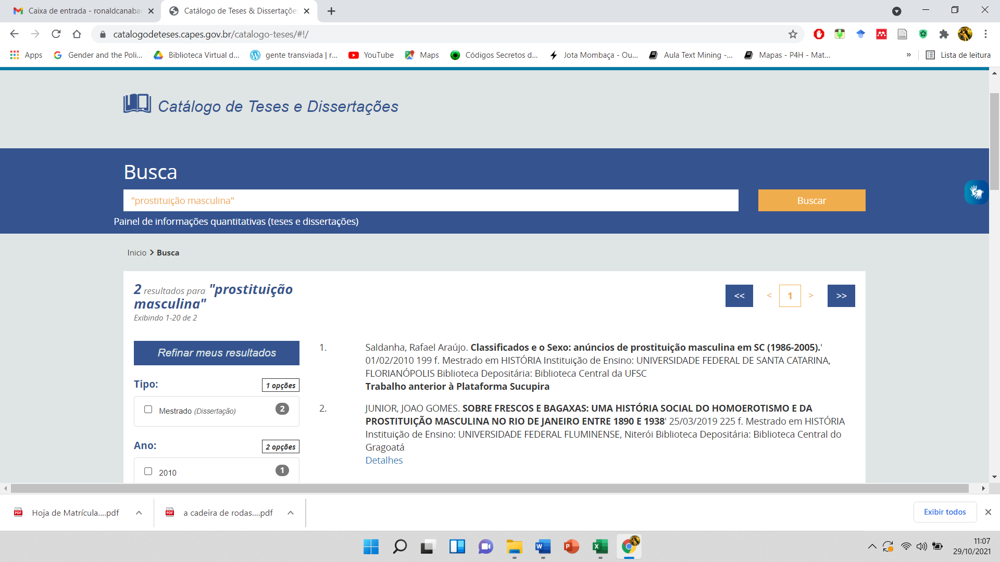 Caixa de entrada - ronaldcanabar
Catálogo de Teses & Dissertaçõe
catalogodeteses.capes.gov.br/catalogo-teses/#!/
Apps
Gender and the Poli...
Biblioteca Virtual d...
gente transviada | r...
YouTube
Maps
Códigos Secretos d...
Jota Mombaça - Ou...
Aula Text Mining -...
Mapas - P4H - Mat...
»
Lista de leitura
Catálogo de Teses e Dissertações
Busca
"prostituição masculina"
Buscar
Painel de informações quantitativas (teses e dissertações)
Inicio > Busca
2 resultados para "prostituição
masculina"
Exibindo 1-20 de 2
<< < 1 > >>
Refinar meus resultados
Tipo:
1 opções
Mestrado (Dissertação)
2
Ano:
2 opções
2010
1
1. Saldanha, Rafael Araújo. Classificados e o Sexo: anúncios de prostituição masculina em SC (1986-2005).'
01/02/2010 199 f. Mestrado em HISTÓRIA Instituição de Ensino: UNIVERSIDADE FEDERAL DE SANTA CATARINA,
FLORIANÓPOLIS Biblioteca Depositária: Biblioteca Central da UFSC
Trabalho anterior à Plataforma Sucupira
2. JUNIOR, JOAO GOMES. SOBRE FRESCOS E BAGAXAS: UMA HISTÓRIA SOCIAL DO HOMOEROTISMO E DA
PROSTITUIÇÃO MASCULINA NO RIO DE JANEIRO ENTRE 1890 E 1938' 25/03/2019 225 f. Mestrado em HISTÓRIA
Instituição de Ensino: UNIVERSIDADE FEDERAL FLUMINENSE, Niterói Biblioteca Depositária: Biblioteca Central do
Gragoatá
Detalhes
Hoja de Matrícula....pdf
a cadeira de rodas....pdf
Exibir todos
11:07
29/10/2021